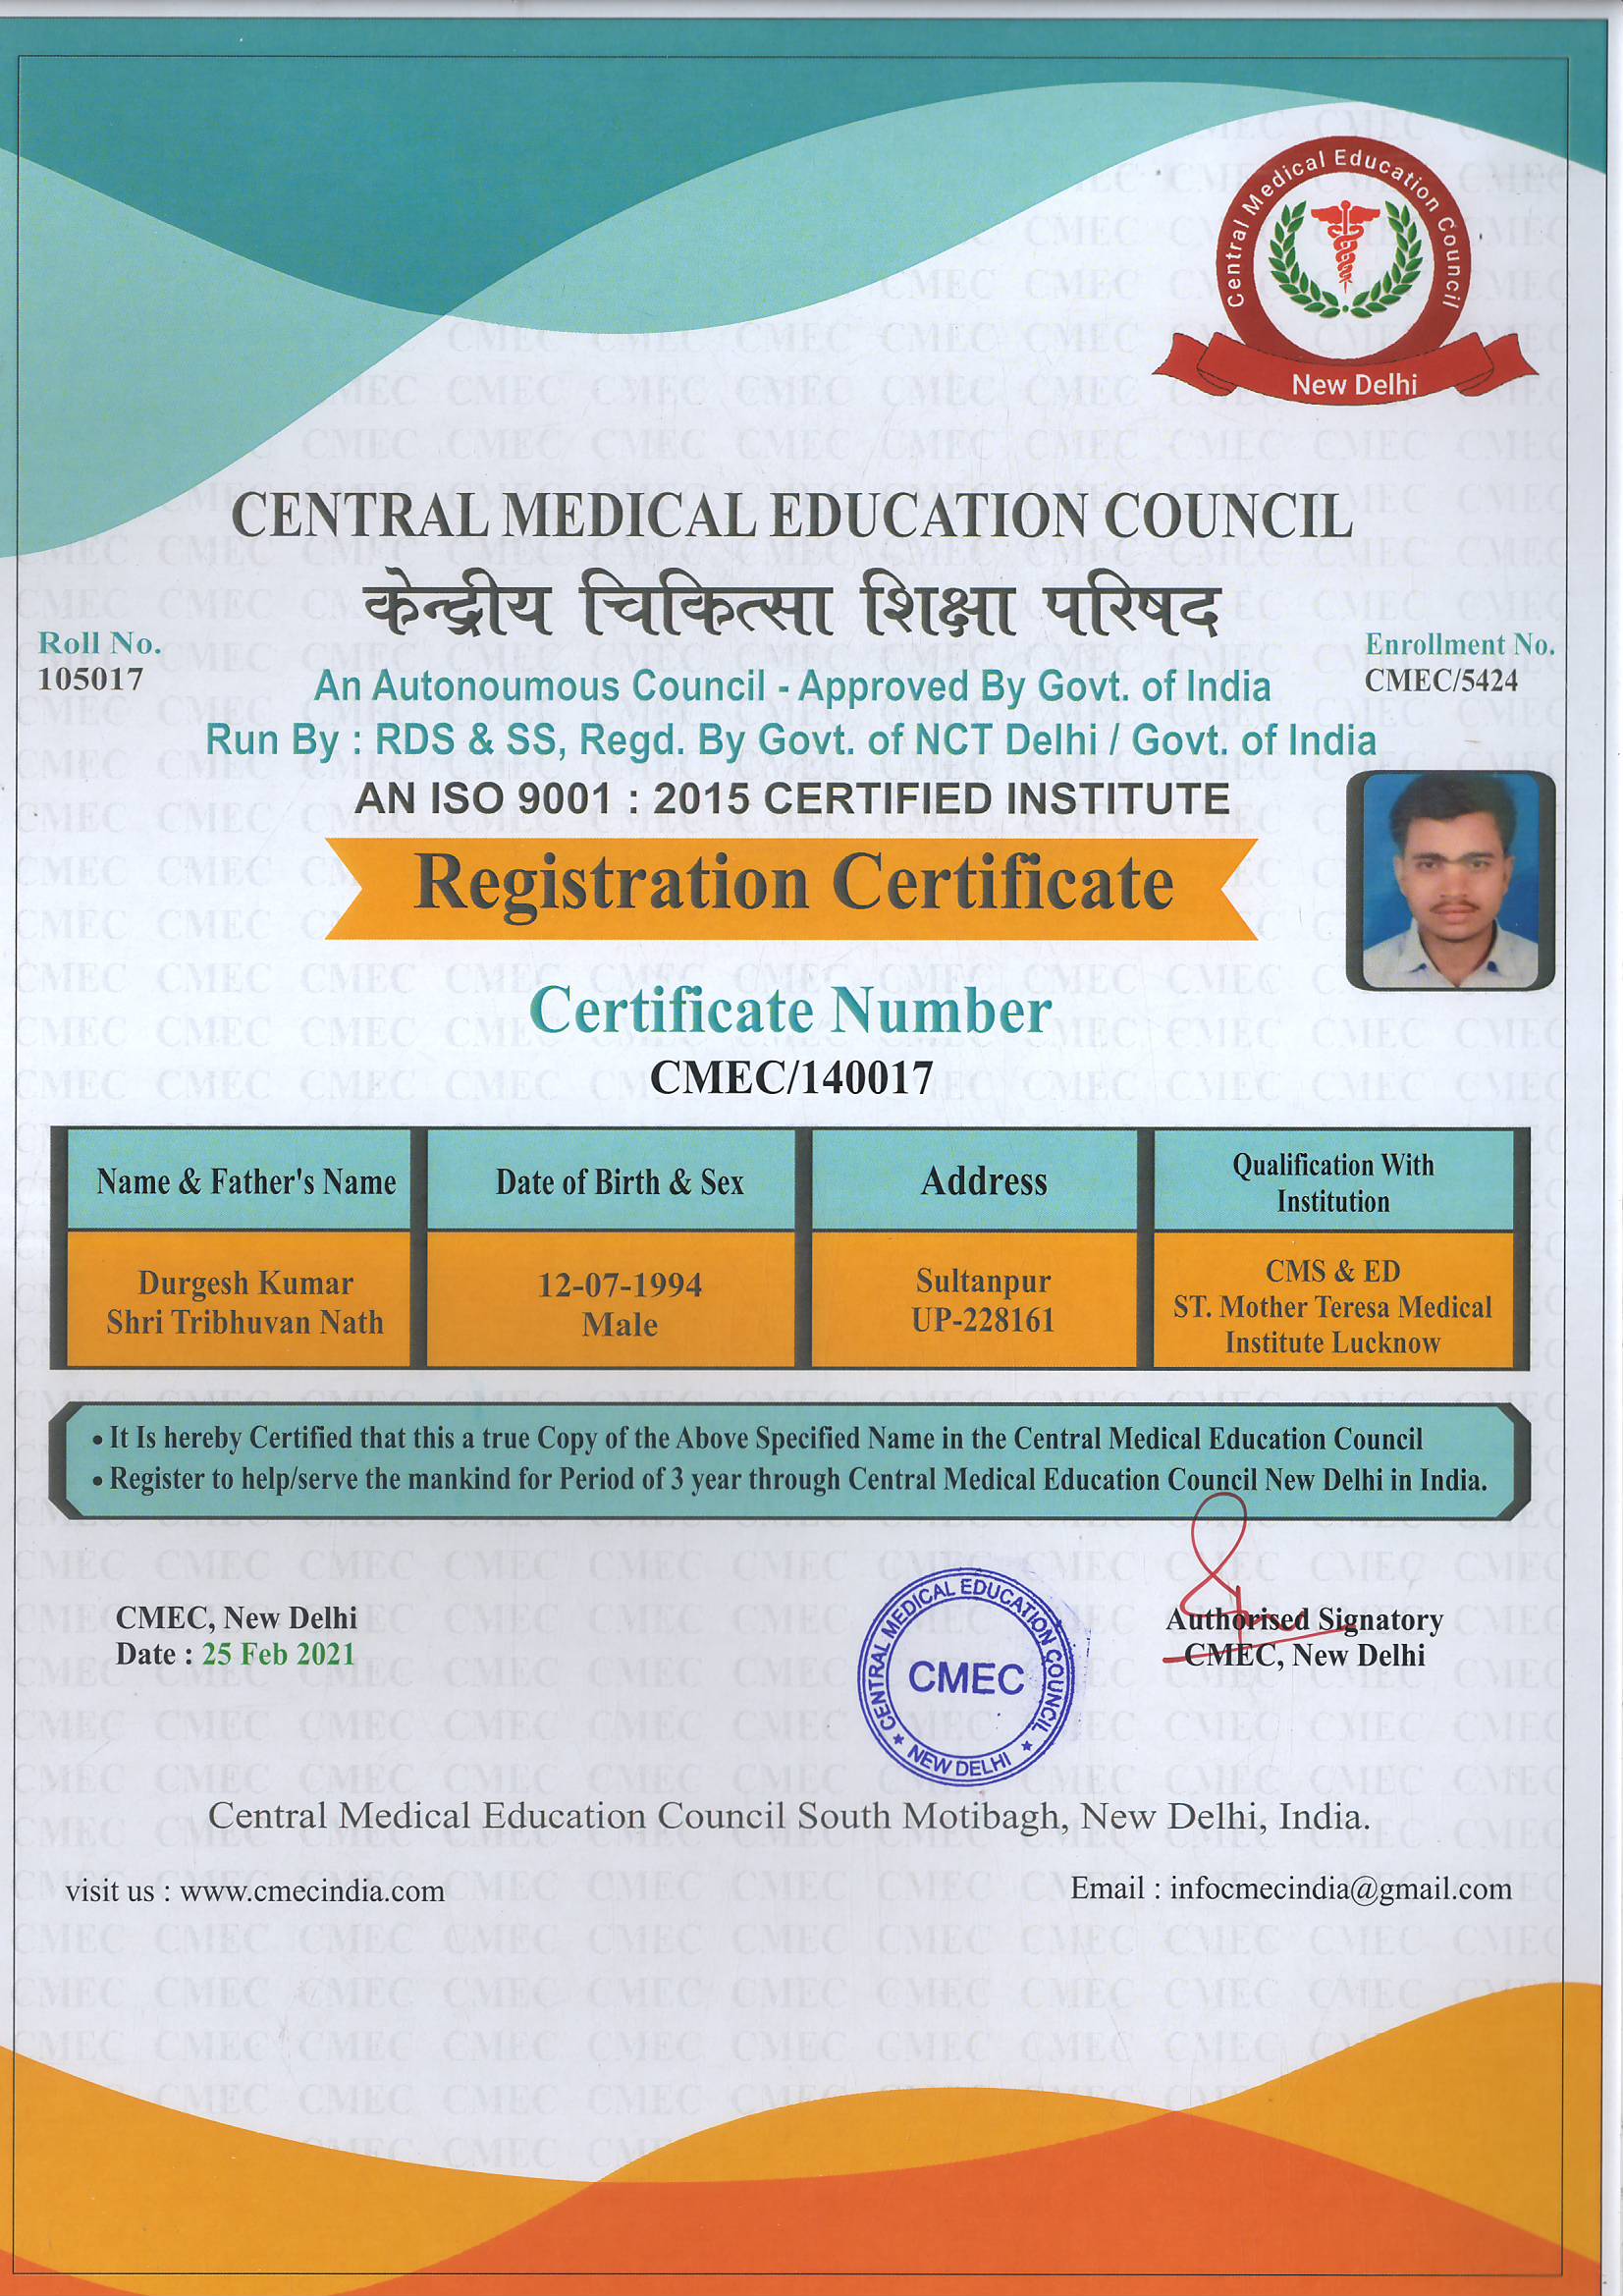 Central Medical Education Council
New Delhi
CENTRAL MEDICAL EDUCATION COUNCIL
केन्द्रीय चिकित्सा शिक्षा परिषद
Roll No.
105017
Enrollment No.
CMEC/5424
An Autonoumous Council - Approved By Govt. of India
Run By : RDS & SS, Regd. By Govt. of NCT Delhi / Govt. of India
AN ISO 9001 : 2015 CERTIFIED INSTITUTE
Registration Certificate
Certificate Number
CMEC/140017
Name & Father's Name
Date of Birth & Sex
Address
Qualification With
Institution
Durgesh Kumar
Shri Tribhuvan Nath
12-07-1994
Male
Sultanpur
UP-228161
CMS & ED
ST. Mother Teresa Medical
Institute Lucknow
• It Is hereby Certified that this a true Copy of the Above Specified Name in the Central Medical Education Council
• Register to help/serve the mankind for Period of 3 year through Central Medical Education Council New Delhi in India.
CMEC, New Delhi
Date : 25 Feb 2021
CENTRAL MEDICAL EDUCATION COUNCIL
CMEC
★ NEW DELHI ★
Authorised Signatory
CMEC, New Delhi
Central Medical Education Council South Motibagh, New Delhi, India.
visit us : www.cmecindia.com
Email : infocmecindia@gmail.com